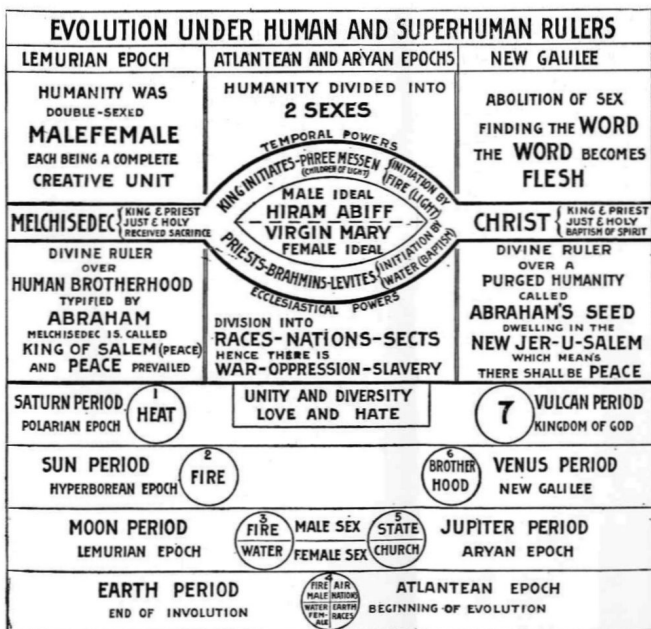 EVOLUTION UNDER HUMAN AND SUPERHUMAN RULERS
LEMURIAN EPOCH
ATLANTEAN AND ARYAN EPOCHS
NEW GALILEE
HUMANITY WAS
DOUBLE-SEXED
MALEFEMALE
EACH BEING A COMPLETE
CREATIVE UNIT
HUMANITY DIVIDED INTO
2 SEXES
ABOLITION OF SEX
FINDING THE WORD
THE WORD BECOMES
FLESH
TEMPORAL POWERS
KING INITIATES-PHREE MESSEN
(CHILDREN OF LIGHT)
INITIATION BY
FIRE (LIGHT)
MALE IDEAL
HIRAM ABIFF
VIRGIN MARY
FEMALE IDEAL
PRIESTS-BRAHMINS-LEVITES
INITIATION BY
WATER (BAPTISM)
ECCLESIASTICAL POWERS
MELCHISEDEC
KING & PRIEST
JUST & HOLY
RECEIVED SACRIFICE
CHRIST
KING & PRIEST
JUST & HOLY
BAPTISM OF SPIRIT
DIVINE RULER
OVER
HUMAN BROTHERHOOD
TYPIFIED BY
ABRAHAM
MELCHISEDEC IS CALLED
KING OF SALEM (PEACE)
AND PEACE PREVAILED
DIVISION INTO
RACES-NATIONS-SECTS
HENCE THERE IS
WAR-OPPRESSION-SLAVERY
DIVINE RULER
OVER A
PURGED HUMANITY
CALLED
ABRAHAM'S SEED
DWELLING IN THE
NEW JER-U-SALEM
WHICH MEANS
THERE SHALL BE PEACE
SATURN PERIOD
POLARIAN EPOCH
1
HEAT
UNITY AND DIVERSITY
LOVE AND HATE
7
VULCAN PERIOD
KINGDOM OF GOD
SUN PERIOD
HYPERBOREAN EPOCH
2
FIRE
6
BROTHER
HOOD
VENUS PERIOD
NEW GALILEE
MOON PERIOD
LEMURIAN EPOCH
3
FIRE
WATER
MALE SEX
FEMALE SEX
5
STATE
CHURCH
JUPITER PERIOD
ARYAN EPOCH
EARTH PERIOD
END OF INVOLUTION
4
FIRE
MALE
AIR
NATIONS
WATER
FEM-
ALE
EARTH
RACES
ATLANTEAN EPOCH
BEGINNING OF EVOLUTION